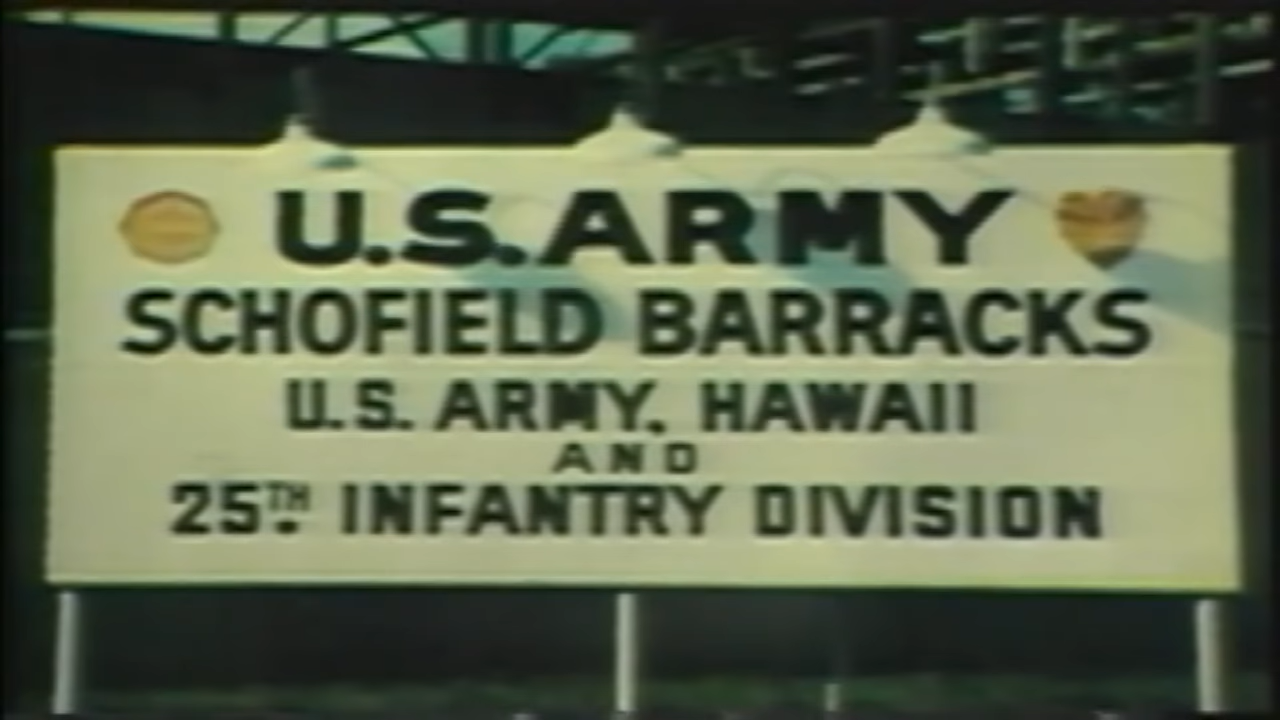 U.S. ARMY
SCHOFIELD BARRACKS
U.S. ARMY, HAWAII
AND
25TH INFANTRY DIVISION